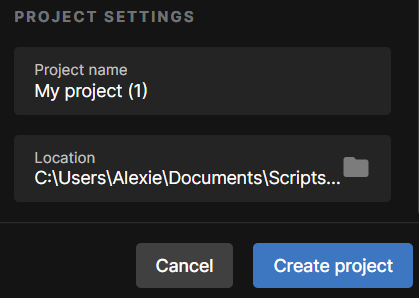 PROJECT SETTINGS
Project name
My project (1)
Location
C:\Users\Alexie\Documents\Scripts...
Cancel
Create project